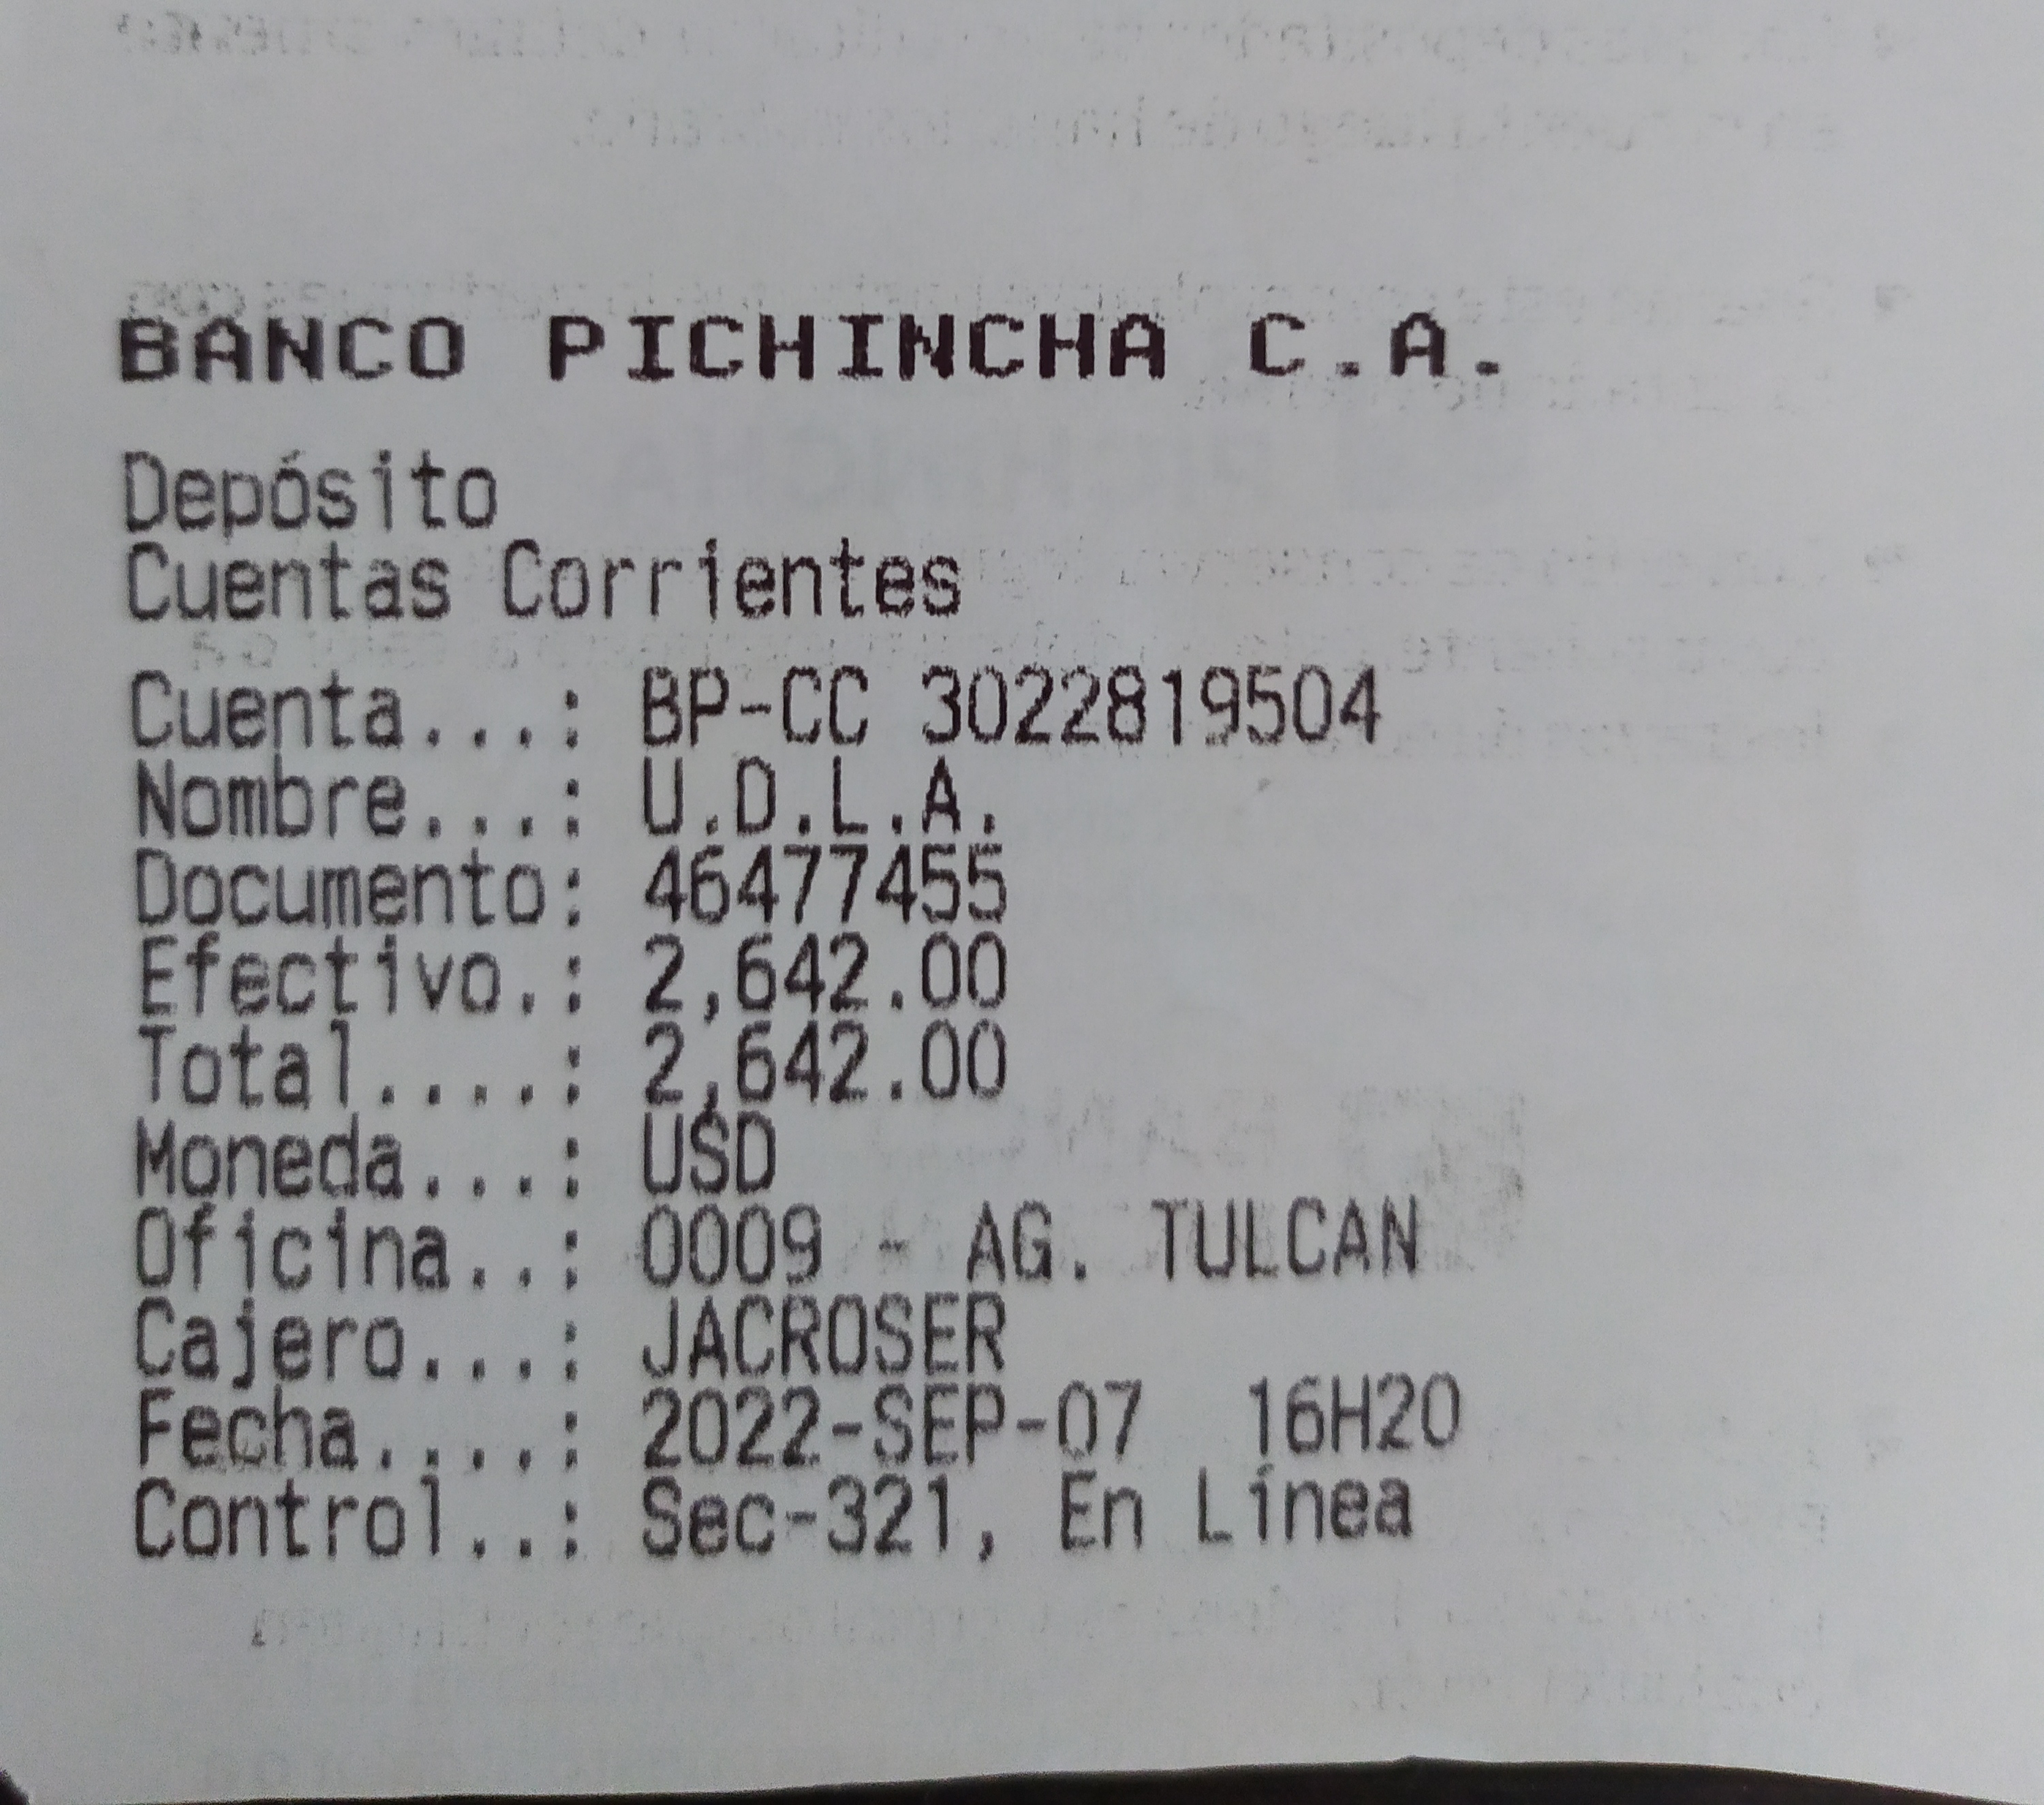 BANCO PICHINCHA C.A.
Depósito
Cuentas Corrientes
Cuenta...: BP-CC 3022819504
Nombre...: U.D.L.A.
Documento: 46477455
Efectivo.: 2,642.00
Total....: 2,642.00
Moneda...: USD
Oficina..: 0009 - AG. TULCAN
Cajero...: JACROSER
Fecha....: 2022-SEP-07 16H20
Control..: Sec-321, En Línea